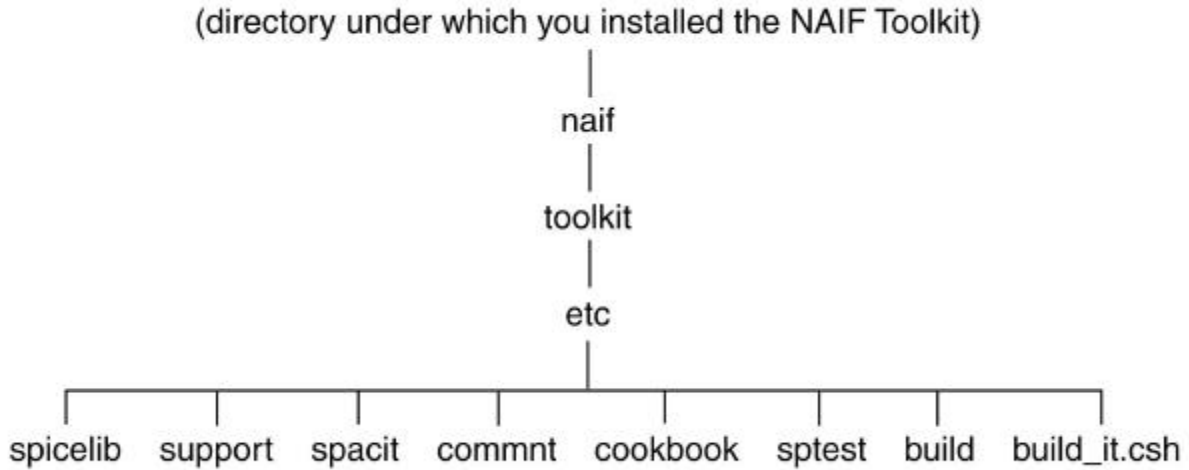 (directory under which you installed the NAIF Toolkit)
naif
toolkit
etc
spicelib support spacit commnt cookbook sptest build build_it.csh